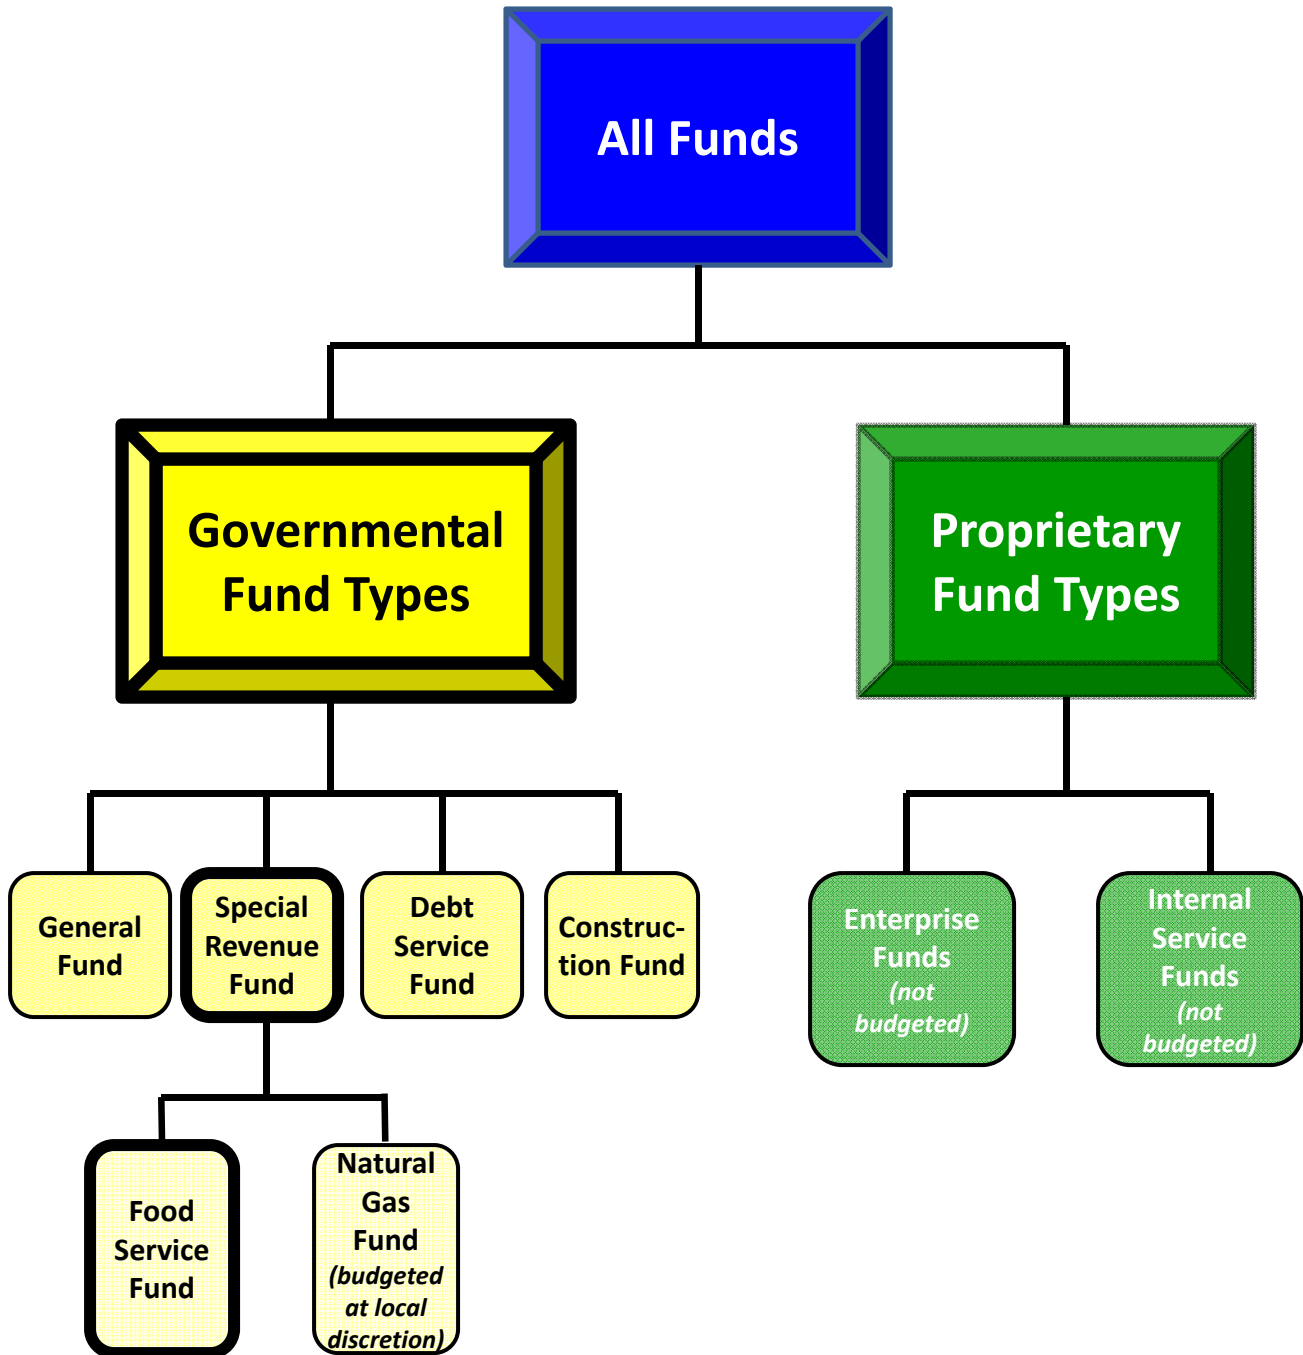 All Funds
Governmental
Fund Types
Proprietary
Fund Types
General
Fund
Special
Revenue
Fund
Debt
Service
Fund
Construc-
tion Fund
Enterprise
Funds
(not
budgeted)
Internal
Service
Funds
(not
budgeted)
Food
Service
Fund
Natural
Gas
Fund
(budgeted
at local
discretion)